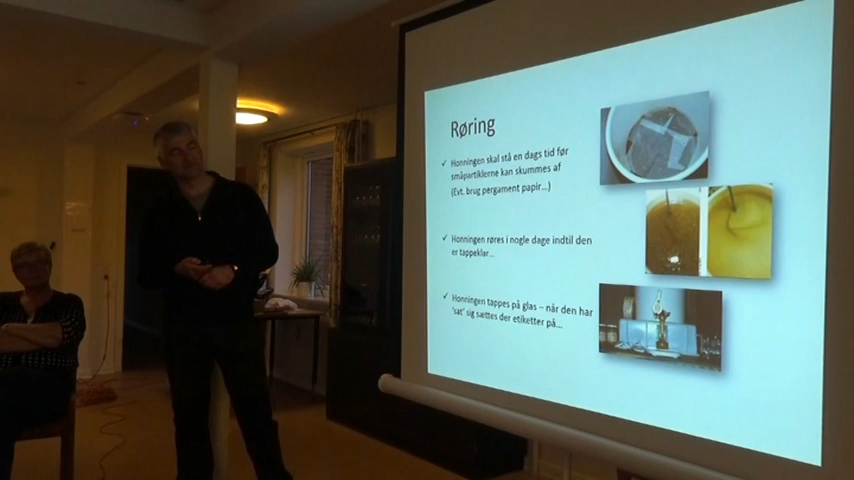 Røring
✓ Honningen skal stå en dags tid før
småpartiklerne kan skummes af
(Evt. brug pergament papir...)
✓ Honningen røres i nogle dage indtil den
er tappeklar...
✓ Honningen tappes på glas – når den har
'sat' sig sættes der etiketter på...